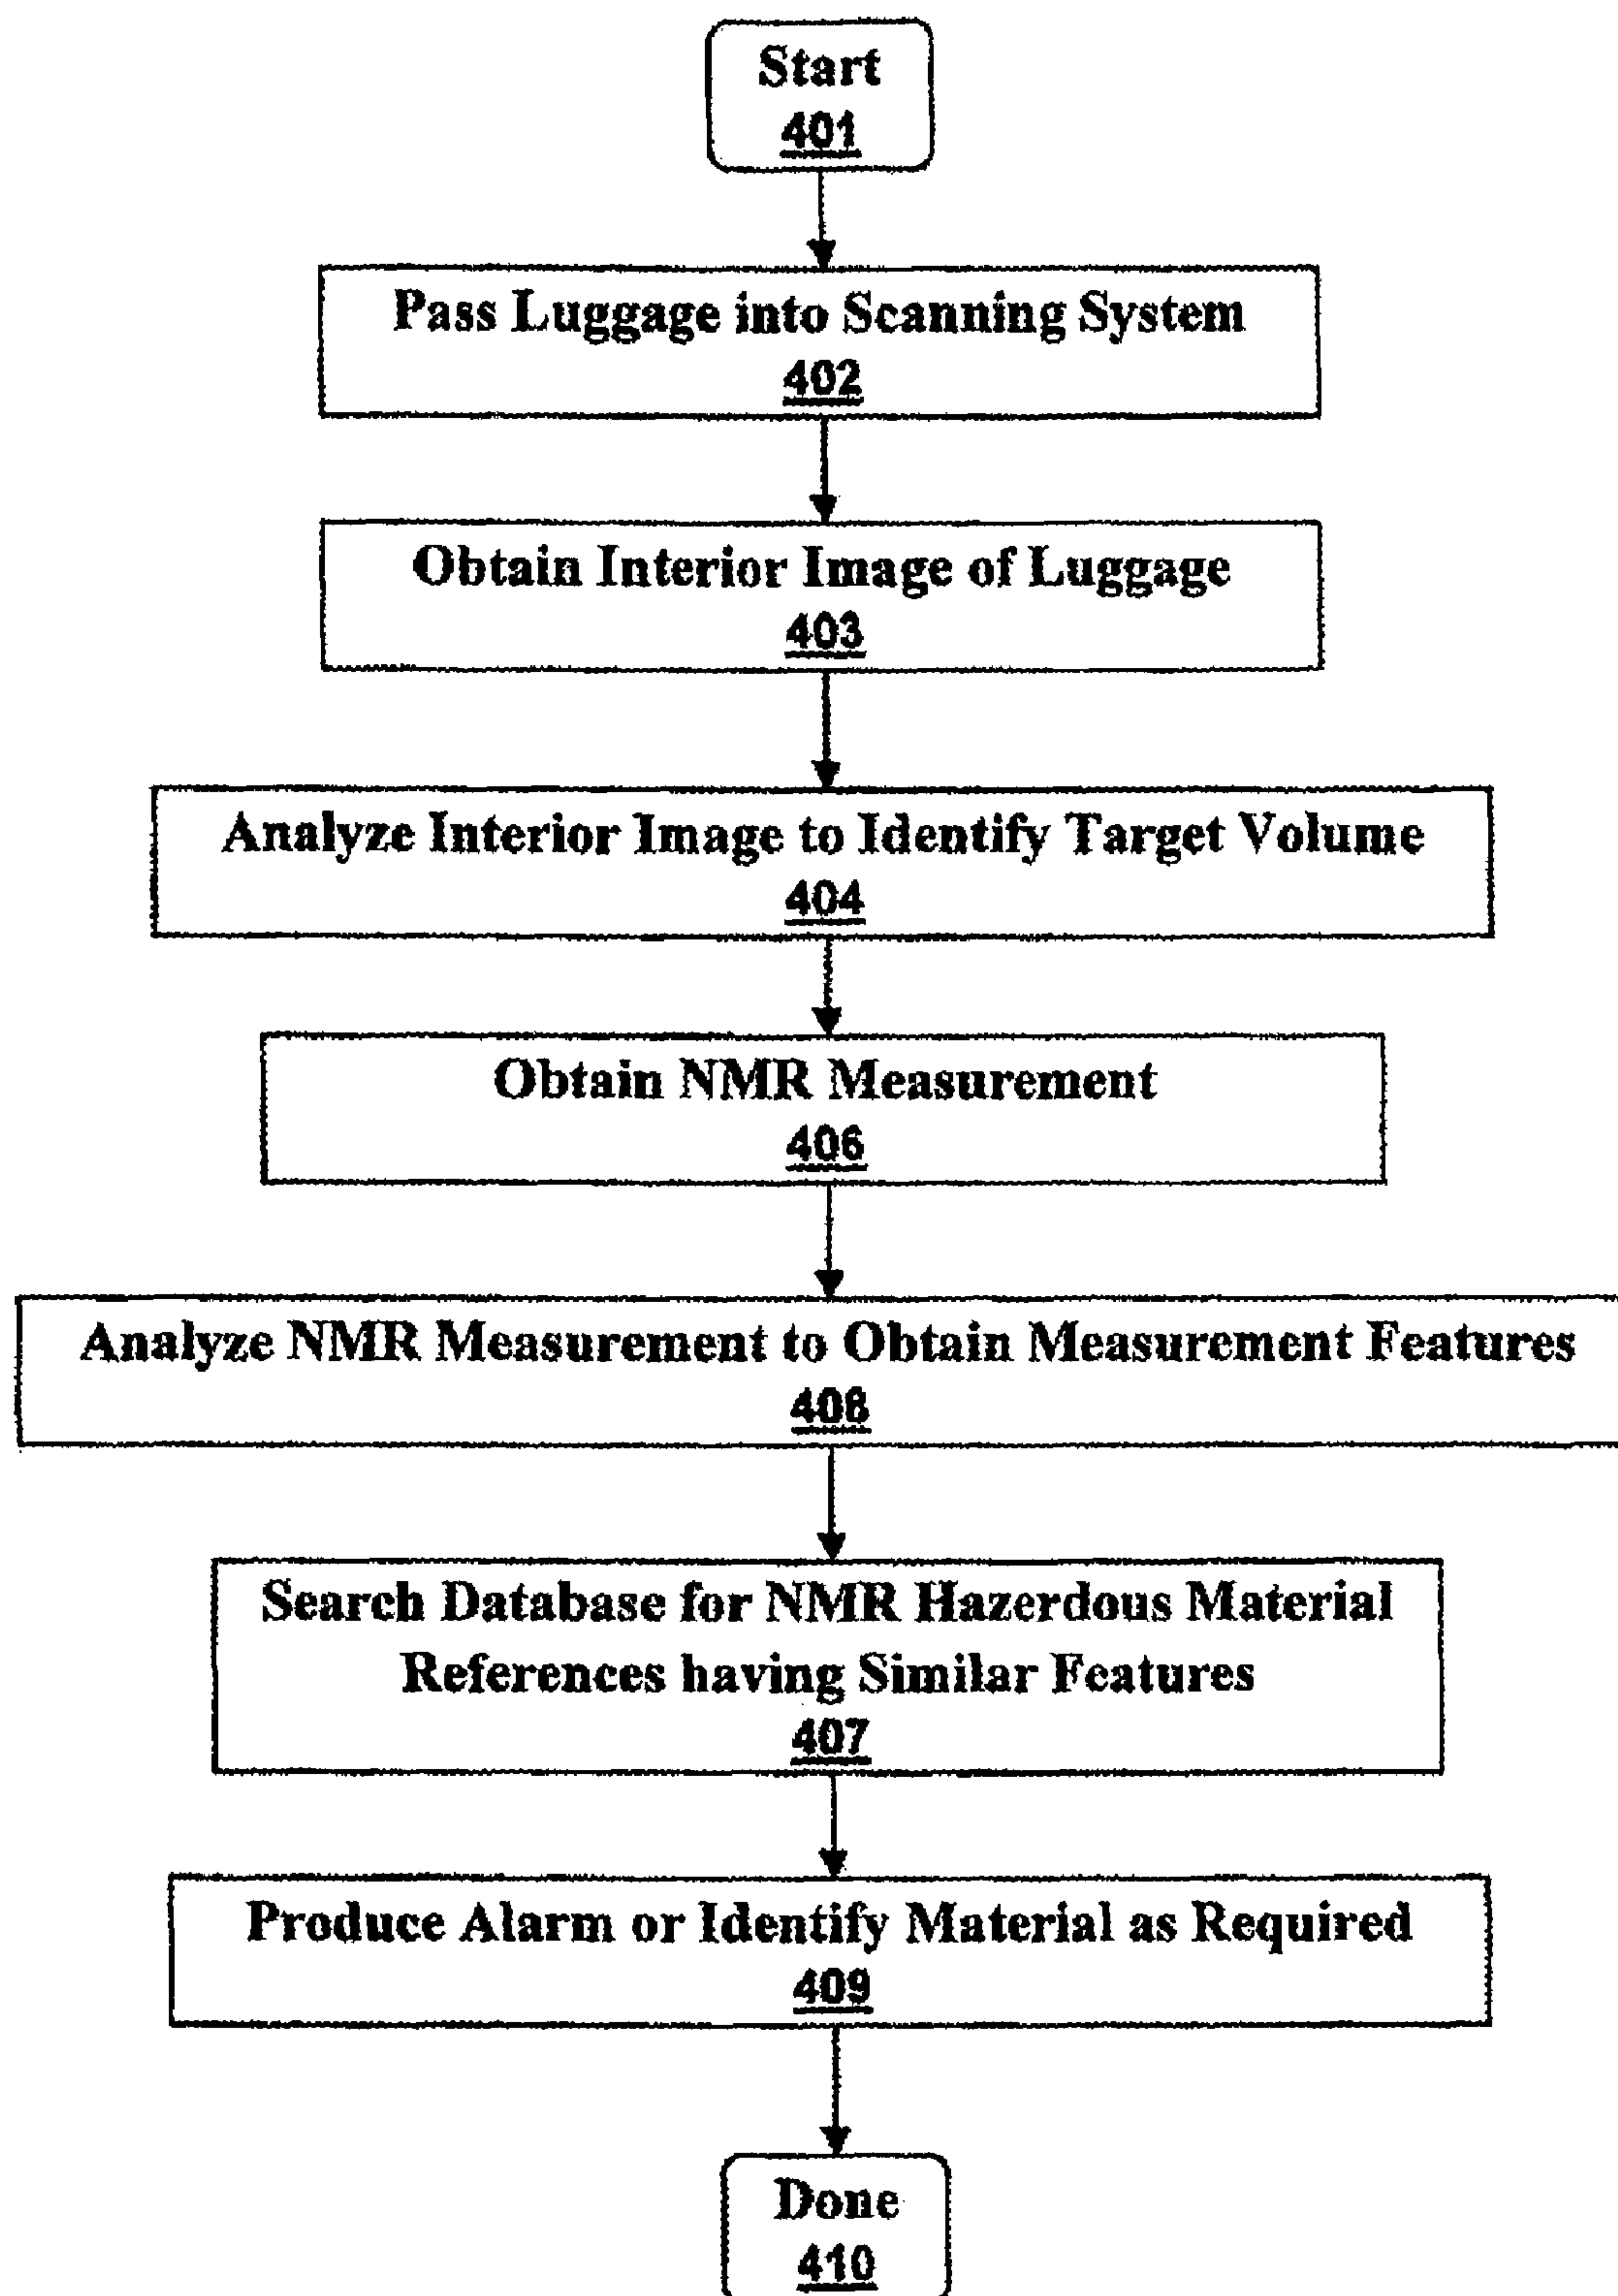 Start
401
Pass Luggage into Scanning System
402
Obtain Interior Image of Luggage
403
Analyze Interior Image to Identify Target Volume
404
Obtain NMR Measurement
406
Analyze NMR Measurement to Obtain Measurement Features
408
Search Database for NMR Hazerdous Material
References having Similar Features
407
Produce Alarm or Identify Material as Required
409
Done
410